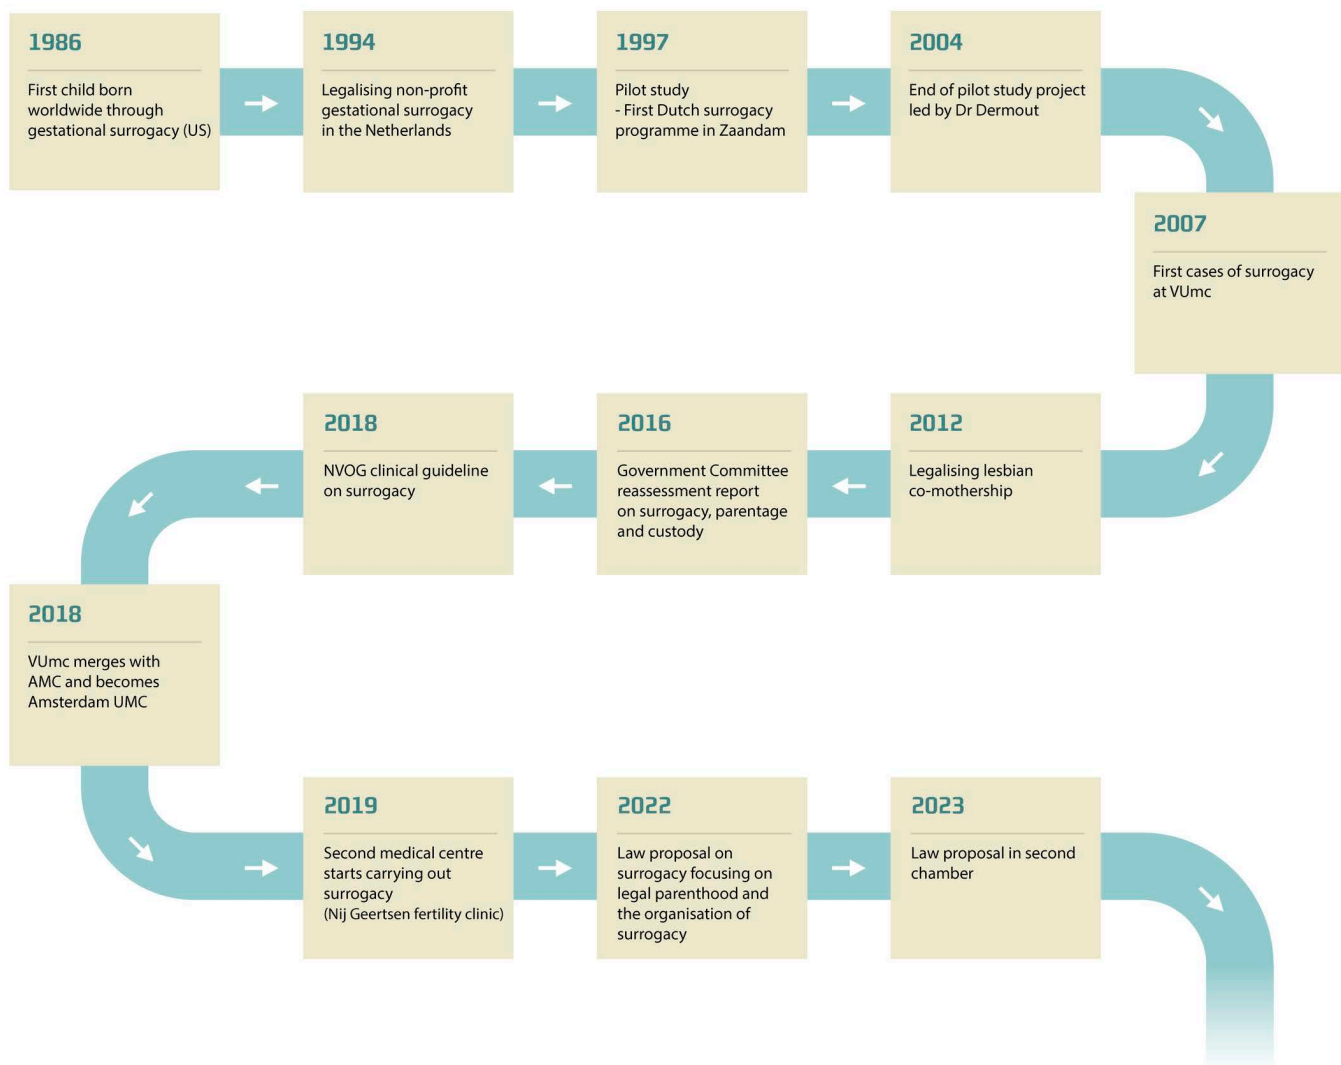 1986
First child born
worldwide through
gestational surrogacy (US)
1994
Legalising non-profit
gestational surrogacy
in the Netherlands
1997
Pilot study
- First Dutch surrogacy
programme in Zaandam
2004
End of pilot study project
led by Dr Dermout
2007
First cases of surrogacy
at VUmc
2012
Legalising lesbian
co-mothership
2016
Government Committee
reassessment report
on surrogacy, parentage
and custody
2018
NVOG clinical guideline
on surrogacy
2018
VUmc merges with
AMC and becomes
Amsterdam UMC
2019
Second medical centre
starts carrying out
surrogacy
(Nij Geertsen fertility clinic)
2022
Law proposal on
surrogacy focusing on
legal parenthood and
the organisation of
surrogacy
2023
Law proposal in second
chamber